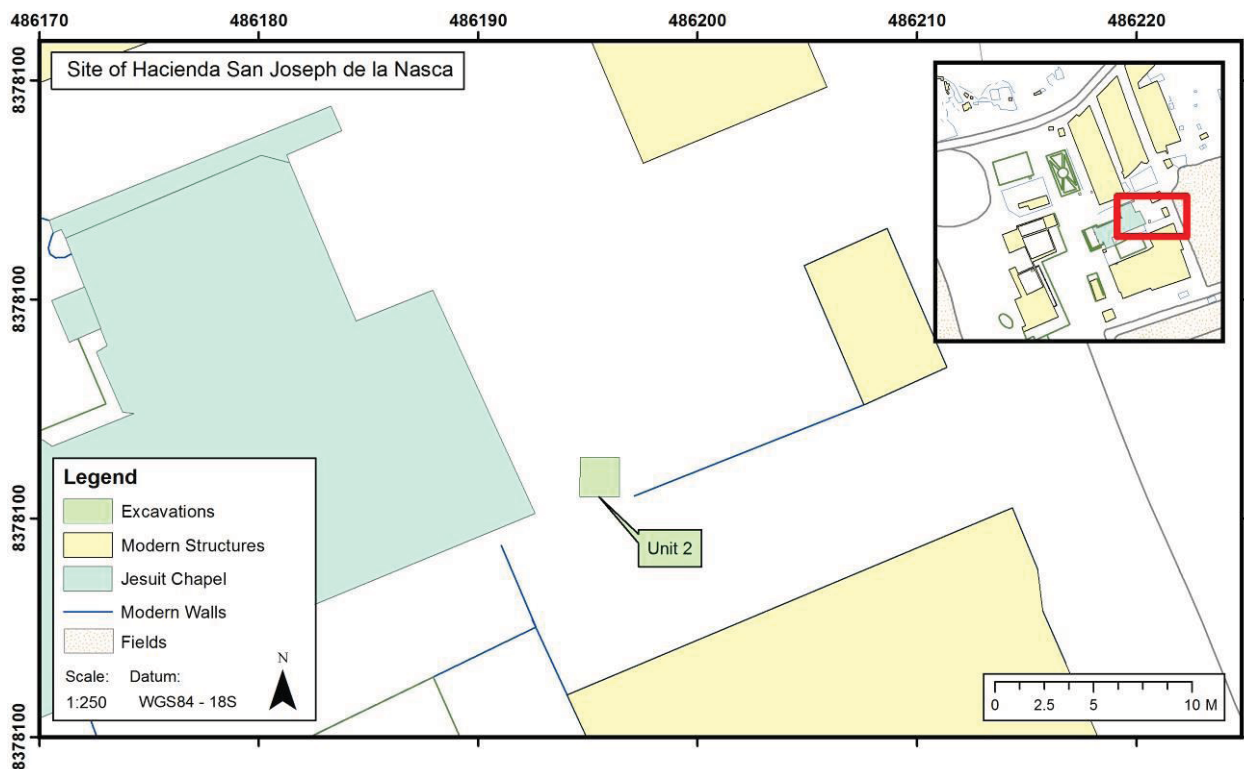 486170 486180 486190 486200 486210 486220
Site of Hacienda San Joseph de la Nasca
8378100
8378100
8378100
8378100
Unit 2
Legend
Excavations
Modern Structures
Jesuit Chapel
Modern Walls
Fields
Scale: Datum:
1:250 WGS84 - 18S
N
0 2.5 5 10 M